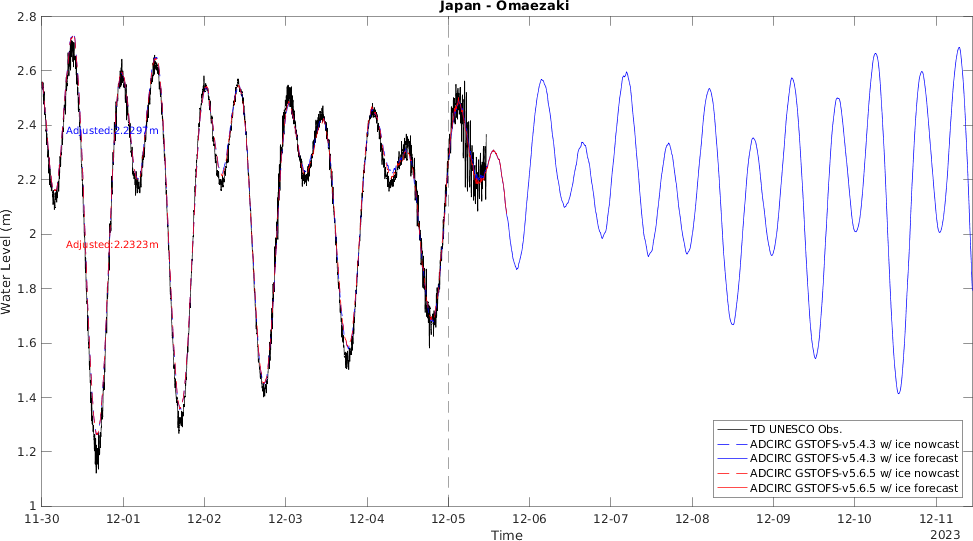 Japan - Omaezaki
2.8
2.6
2.4
2.2
2
1.8
1.6
1.4
1.2
1
Water Level (m)
Adjusted:2.2297m
Adjusted:2.2323m
TD UNESCO Obs.
ADCIRC GSTOFS-v5.4.3 w/ ice nowcast
ADCIRC GSTOFS-v5.4.3 w/ ice forecast
ADCIRC GSTOFS-v5.6.5 w/ ice nowcast
ADCIRC GSTOFS-v5.6.5 w/ ice forecast
11-30 12-01 12-02 12-03 12-04 12-05 12-06 12-07 12-08 12-09 12-10 12-11
Time
2023